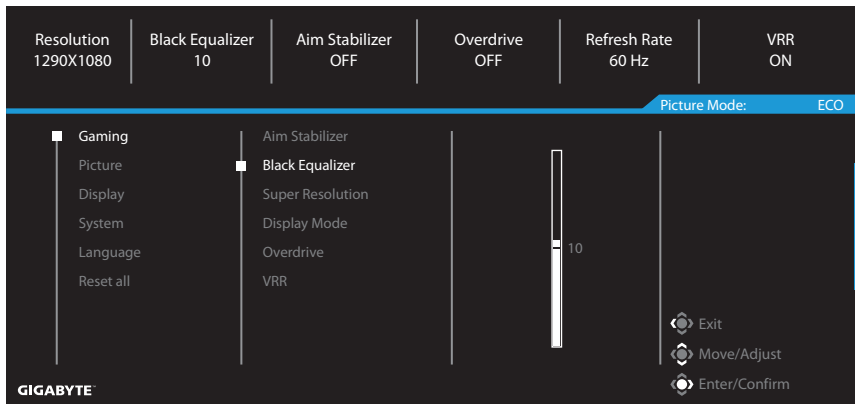 Resolution
1290X1080
Black Equalizer
10
Aim Stabilizer
OFF
Overdrive
OFF
Refresh Rate
60 Hz
VRR
ON
Picture Mode: ECO
Gaming
Picture
Display
System
Language
Reset all
Aim Stabilizer
Black Equalizer
Super Resolution
Display Mode
Overdrive
VRR
10
Exit
Move/Adjust
Enter/Confirm
GIGABYTE™